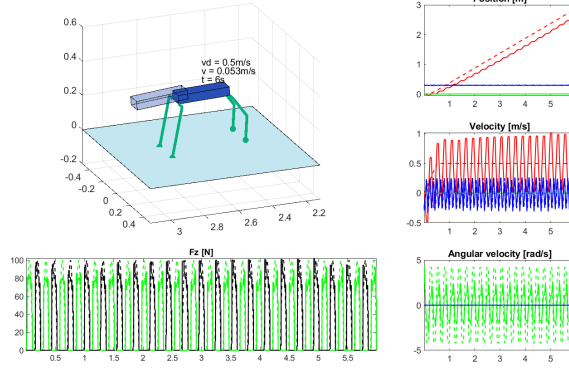 Position [m]
0.6
0.4
0.2
0
-0.2
-0.4
-0.2
0
0.2
0.4
3
2.8
2.6
2.4
2.2
vd = 0.5m/s
v = 0.053m/s
t = 6s
3
2
1
0
1 2 3 4 5
Velocity [m/s]
1
0.5
0
-0.5
1 2 3 4 5
Fz [N]
100
80
60
40
20
0
0.5 1 1.5 2 2.5 3 3.5 4 4.5 5 5.5
Angular velocity [rad/s]
5
0
-5
1 2 3 4 5